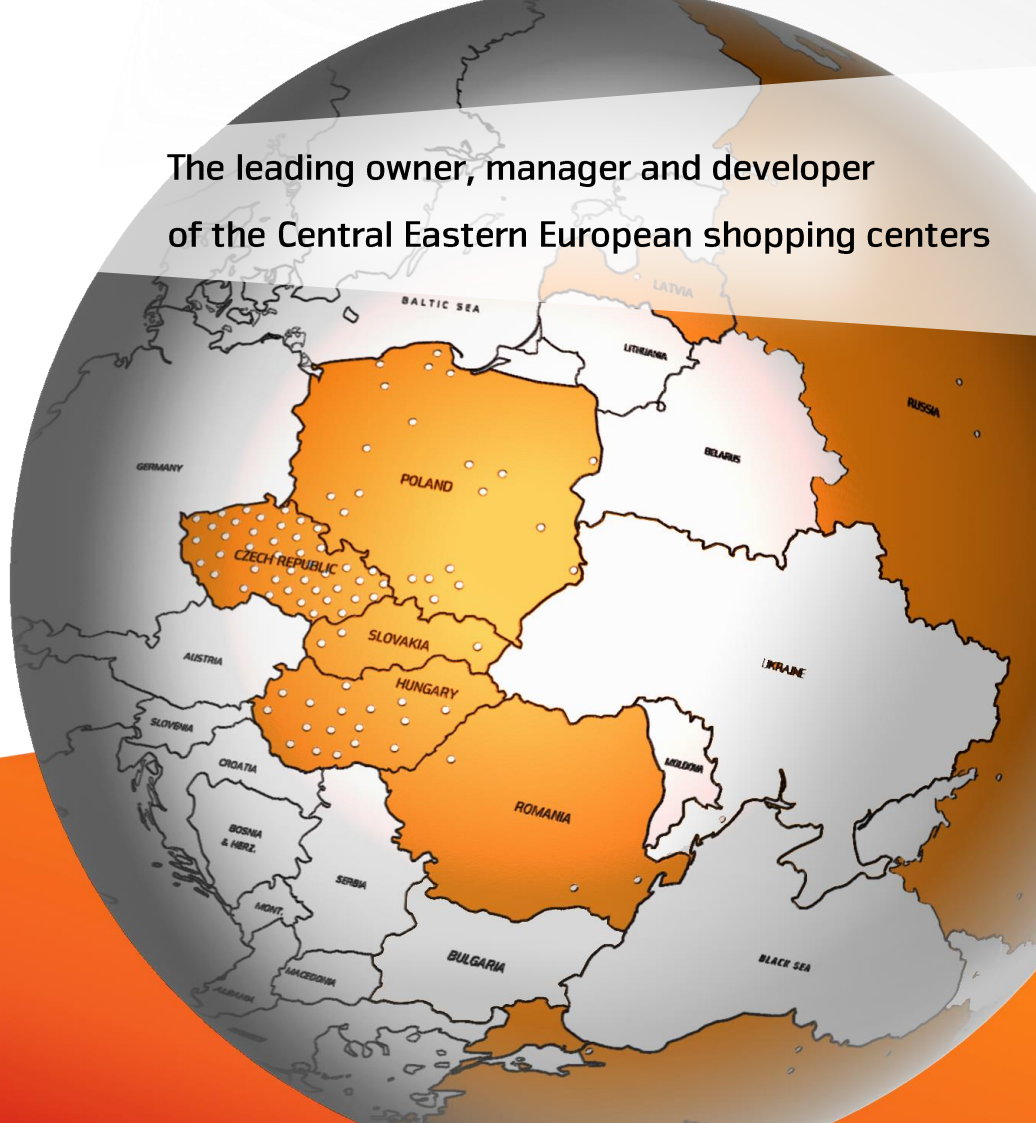 The leading owner, manager and developer
of the Central Eastern European shopping centers
LATVIA
BALTIC SEA
LITHUANIA
RUSSIA
BELARUS
GERMANY
POLAND
CZECH REPUBLIC
SLOVAKIA
AUSTRIA
UKRAINE
HUNGARY
SLOVENIA
CROATIA
MOLDOVA
ROMANIA
BOSNIA
& HERZ.
SERBIA
MONT.
BULGARIA
BLACK SEA
MACEDONIA
ALBANIA